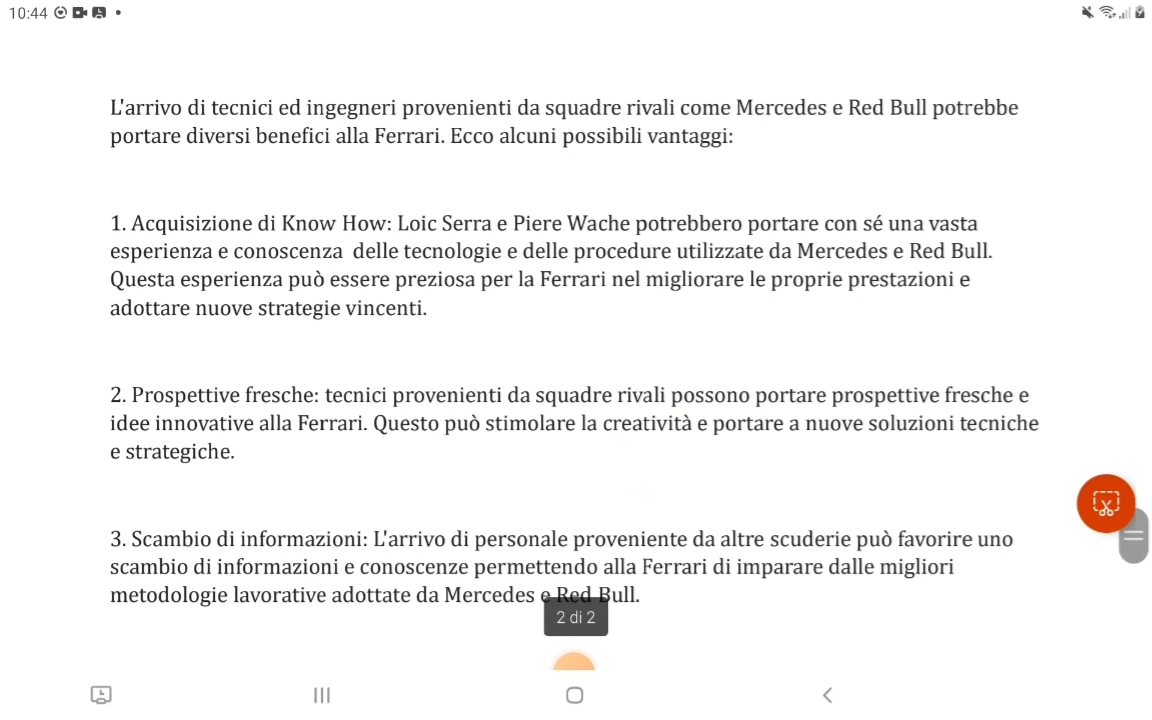 10:44
L'arrivo di tecnici ed ingegneri provenienti da squadre rivali come Mercedes e Red Bull potrebbe
portare diversi benefici alla Ferrari. Ecco alcuni possibili vantaggi:
1. Acquisizione di Know How: Loic Serra e Piere Wache potrebbero portare con sé una vasta
esperienza e conoscenza  delle tecnologie e delle procedure utilizzate da Mercedes e Red Bull.
Questa esperienza può essere preziosa per la Ferrari nel migliorare le proprie prestazioni e
adottare nuove strategie vincenti.
2. Prospettive fresche: tecnici provenienti da squadre rivali possono portare prospettive fresche e
idee innovative alla Ferrari. Questo può stimolare la creatività e portare a nuove soluzioni tecniche
e strategiche.
3. Scambio di informazioni: L'arrivo di personale proveniente da altre scuderie può favorire uno
scambio di informazioni e conoscenze permettendo alla Ferrari di imparare dalle migliori
metodologie lavorative adottate da Mercedes e Red Bull.
2 di 2